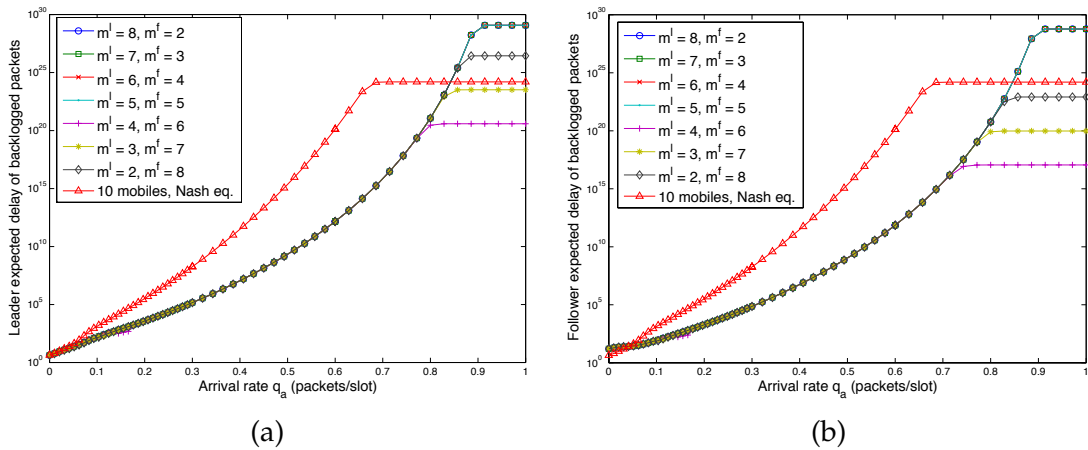 10^30
10^25
10^20
10^15
10^10
10^5
10^0
Leader expected delay of backlogged packets
m^l = 8, m^f = 2
m^l = 7, m^f = 3
m^l = 6, m^f = 4
m^l = 5, m^f = 5
m^l = 4, m^f = 6
m^l = 3, m^f = 7
m^l = 2, m^f = 8
10 mobiles, Nash eq.
0 0.1 0.2 0.3 0.4 0.5 0.6 0.7 0.8 0.9 1
Arrival rate q_a (packets/slot)
(a)
10^30
10^25
10^20
10^15
10^10
10^5
10^0
Follower expected delay of backlogged packets
m^l = 8, m^f = 2
m^l = 7, m^f = 3
m^l = 6, m^f = 4
m^l = 5, m^f = 5
m^l = 4, m^f = 6
m^l = 3, m^f = 7
m^l = 2, m^f = 8
10 mobiles, Nash eq.
0 0.1 0.2 0.3 0.4 0.5 0.6 0.7 0.8 0.9 1
Arrival rate q_a (packets/slot)
(b)